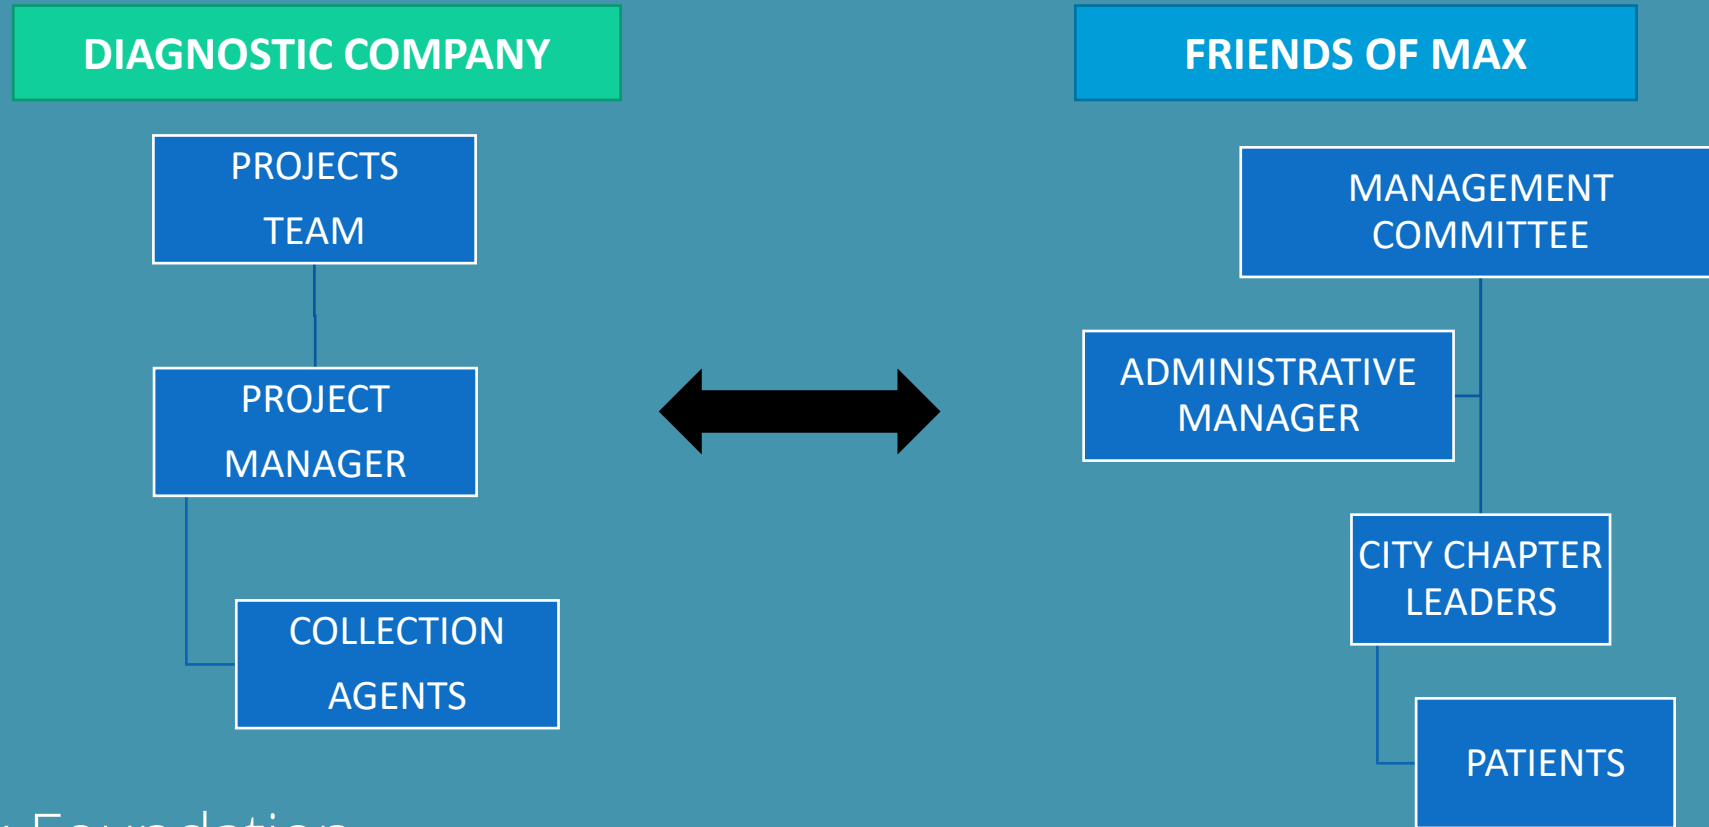 DIAGNOSTIC COMPANY
PROJECTS
TEAM
PROJECT
MANAGER
COLLECTION
AGENTS
FRIENDS OF MAX
MANAGEMENT
COMMITTEE
ADMINISTRATIVE
MANAGER
CITY CHAPTER
LEADERS
PATIENTS
Foundation